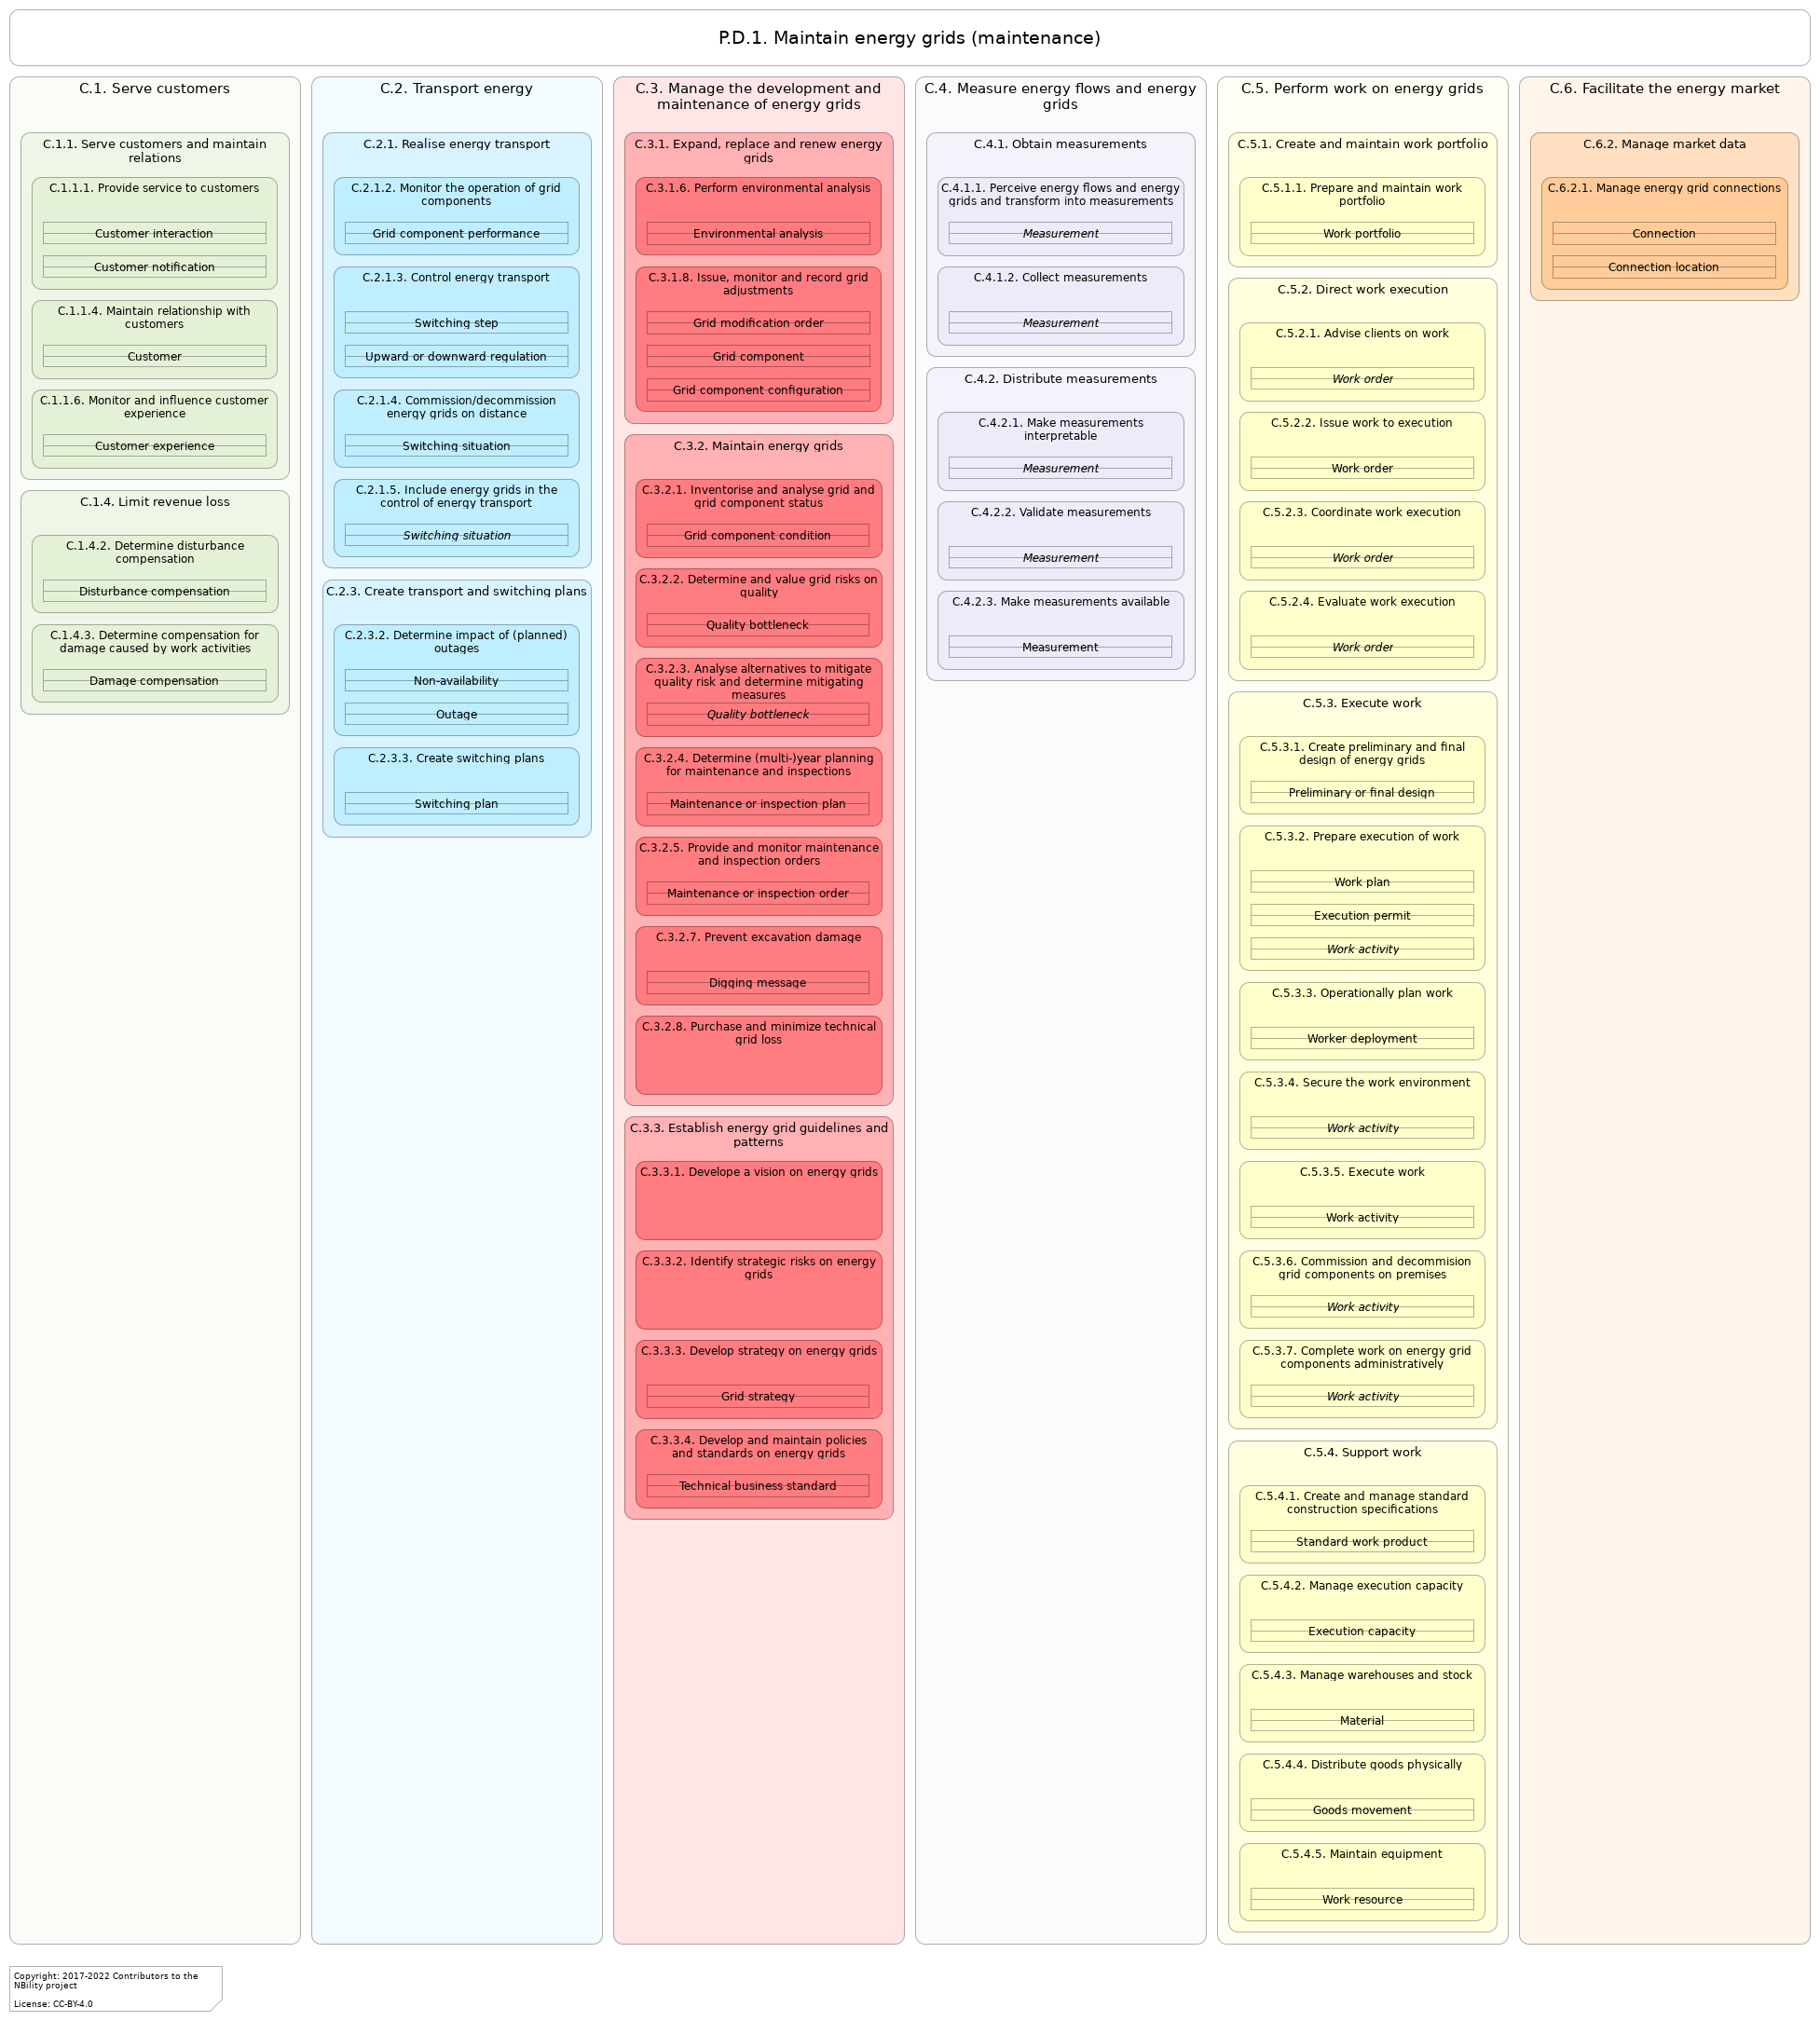 P.D.1. Maintain energy grids (maintenance)
C.1. Serve customers
C.1.1. Serve customers and maintain
relations
C.1.1.1. Provide service to customers
Customer interaction
Customer notification
C.1.1.4. Maintain relationship with
customers
Customer
C.1.1.6. Monitor and influence customer
experience
Customer experience
C.1.4. Limit revenue loss
C.1.4.2. Determine disturbance
compensation
Disturbance compensation
C.1.4.3. Determine compensation for
damage caused by work activities
Damage compensation
C.2. Transport energy
C.2.1. Realise energy transport
C.2.1.2. Monitor the operation of grid
components
Grid component performance
C.2.1.3. Control energy transport
Switching step
Upward or downward regulation
C.2.1.4. Commission/decommission
energy grids on distance
Switching situation
C.2.1.5. Include energy grids in the
control of energy transport
Switching situation
C.2.3. Create transport and switching plans
C.2.3.2. Determine impact of (planned)
outages
Non-availability
Outage
C.2.3.3. Create switching plans
Switching plan
C.3. Manage the development and
maintenance of energy grids
C.3.1. Expand, replace and renew energy
grids
C.3.1.6. Perform environmental analysis
Environmental analysis
C.3.1.8. Issue, monitor and record grid
adjustments
Grid modification order
Grid component
Grid component configuration
C.3.2. Maintain energy grids
C.3.2.1. Inventorise and analyse grid and
grid component status
Grid component condition
C.3.2.2. Determine and value grid risks on
quality
Quality bottleneck
C.3.2.3. Analyse alternatives to mitigate
quality risk and determine mitigating
measures
Quality bottleneck
C.3.2.4. Determine (multi-)year planning
for maintenance and inspections
Maintenance or inspection plan
C.3.2.5. Provide and monitor maintenance
and inspection orders
Maintenance or inspection order
C.3.2.7. Prevent excavation damage
Digging message
C.3.2.8. Purchase and minimize technical
grid loss
C.3.3. Establish energy grid guidelines and
patterns
C.3.3.1. Develope a vision on energy grids
C.3.3.2. Identify strategic risks on energy
grids
C.3.3.3. Develop strategy on energy grids
Grid strategy
C.3.3.4. Develop and maintain policies
and standards on energy grids
Technical business standard
C.4. Measure energy flows and energy
grids
C.4.1. Obtain measurements
C.4.1.1. Perceive energy flows and energy
grids and transform into measurements
Measurement
C.4.1.2. Collect measurements
Measurement
C.4.2. Distribute measurements
C.4.2.1. Make measurements
interpretable
Measurement
C.4.2.2. Validate measurements
Measurement
C.4.2.3. Make measurements available
Measurement
C.5. Perform work on energy grids
C.5.1. Create and maintain work portfolio
C.5.1.1. Prepare and maintain work
portfolio
Work portfolio
C.5.2. Direct work execution
C.5.2.1. Advise clients on work
Work order
C.5.2.2. Issue work to execution
Work order
C.5.2.3. Coordinate work execution
Work order
C.5.2.4. Evaluate work execution
Work order
C.5.3. Execute work
C.5.3.1. Create preliminary and final
design of energy grids
Preliminary or final design
C.5.3.2. Prepare execution of work
Work plan
Execution permit
Work activity
C.5.3.3. Operationally plan work
Worker deployment
C.5.3.4. Secure the work environment
Work activity
C.5.3.5. Execute work
Work activity
C.5.3.6. Commission and decommision
grid components on premises
Work activity
C.5.3.7. Complete work on energy grid
components administratively
Work activity
C.5.4. Support work
C.5.4.1. Create and manage standard
construction specifications
Standard work product
C.5.4.2. Manage execution capacity
Execution capacity
C.5.4.3. Manage warehouses and stock
Material
C.5.4.4. Distribute goods physically
Goods movement
C.5.4.5. Maintain equipment
Work resource
C.6. Facilitate the energy market
C.6.2. Manage market data
C.6.2.1. Manage energy grid connections
Connection
Connection location
Copyright: 2017-2022 Contributors to the
NBility project
License: CC-BY-4.0